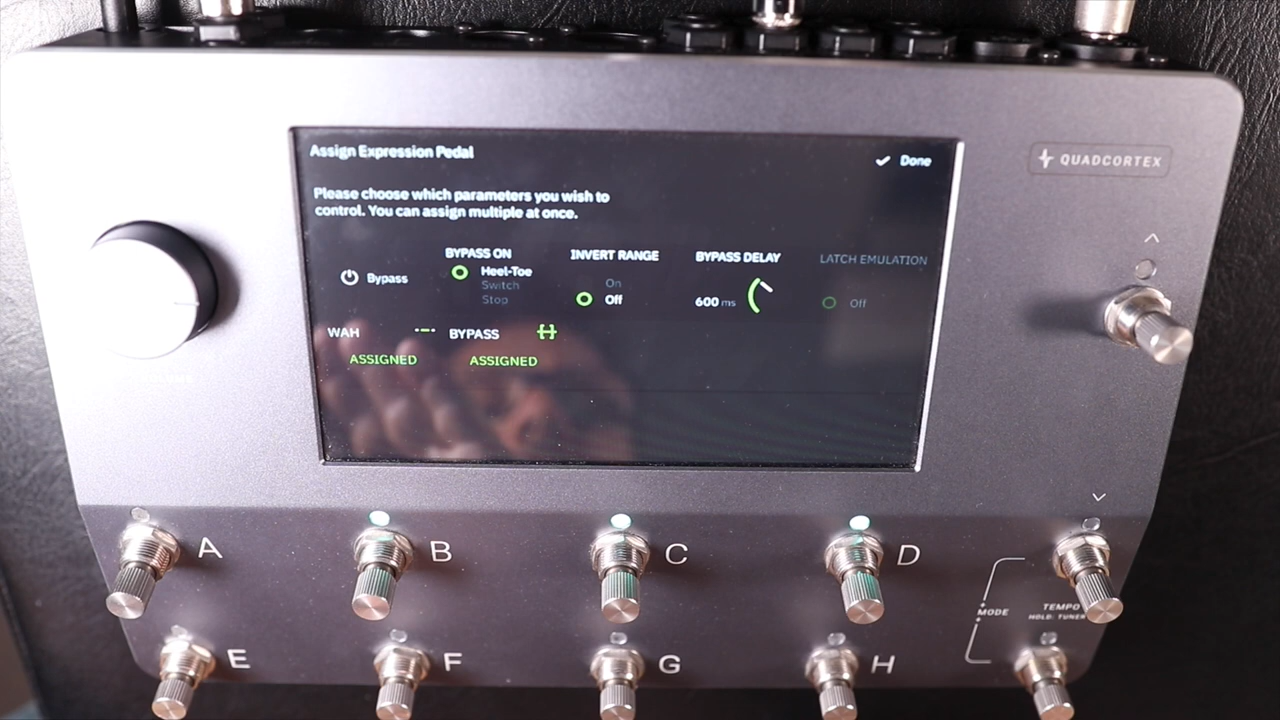 Assign Expression Pedal
Done
QUADCORTEX
Please choose which parameters you wish to
control. You can assign multiple at once.
BYPASS ON
INVERT RANGE
BYPASS DELAY
LATCH EMULATION
Bypass
Heel-Toe
Switch
Stop
On
Off
600 ms
Off
WAH
BYPASS
ASSIGNED
ASSIGNED
A
B
C
D
MODE
TEMPO
HOLD: TUNER
E
F
G
H